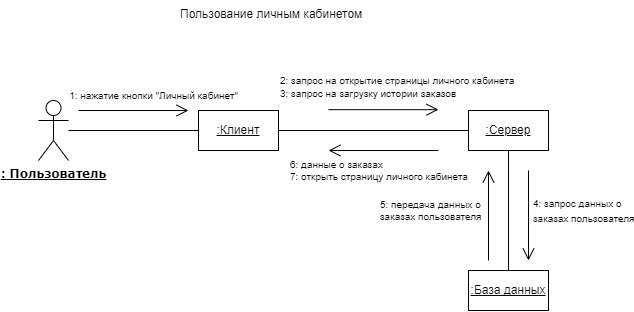 Пользование личным кабинетом
1: нажатие кнопки "Личный кабинет"
2: запрос на открытие страницы личного кабинета
3: запрос на загрузку истории заказов
:Клиент
:Сервер
: Пользователь
6: данные о заказах
7: открыть страницу личного кабинета
5: передача данных о
заказах пользователя
4: запрос данных о
заказах пользователя
:База данных